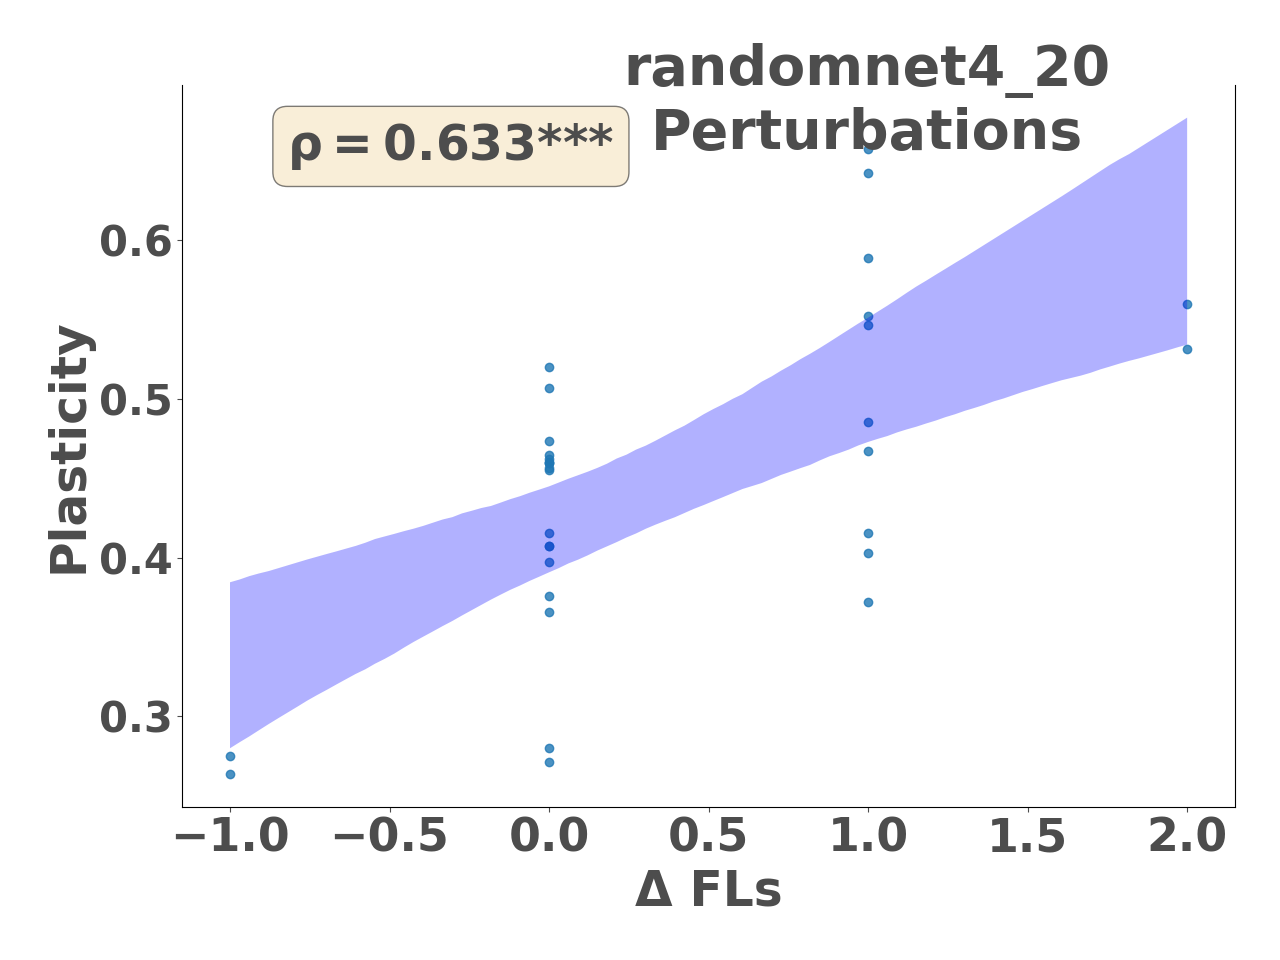 randomnet4_20
Perturbations
ρ = 0.633***
Plasticity
0.6
0.5
0.4
0.3
−1.0 −0.5 0.0 0.5 1.0 1.5 2.0
Δ FLs